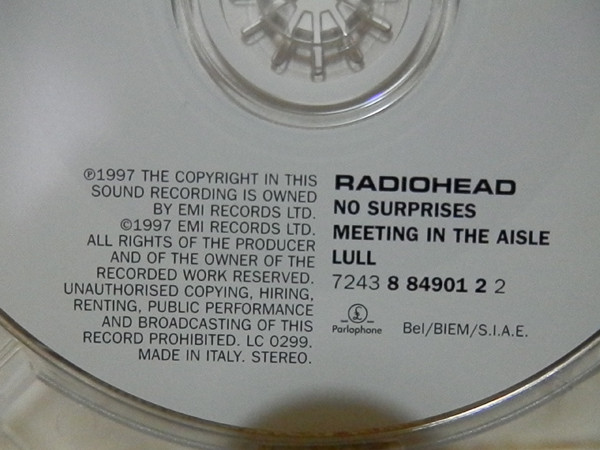 ℗1997 THE COPYRIGHT IN THIS
SOUND RECORDING IS OWNED
BY EMI RECORDS LTD.
©1997 EMI RECORDS LTD.
ALL RIGHTS OF THE PRODUCER
AND OF THE OWNER OF THE
RECORDED WORK RESERVED.
UNAUTHORISED COPYING, HIRING,
RENTING, PUBLIC PERFORMANCE
AND BROADCASTING OF THIS
RECORD PROHIBITED. LC 0299.
MADE IN ITALY. STEREO.
RADIOHEAD
NO SURPRISES
MEETING IN THE AISLE
LULL
7243 8 84901 2 2
£
Parlophone Bel/BIEM/S.I.A.E.